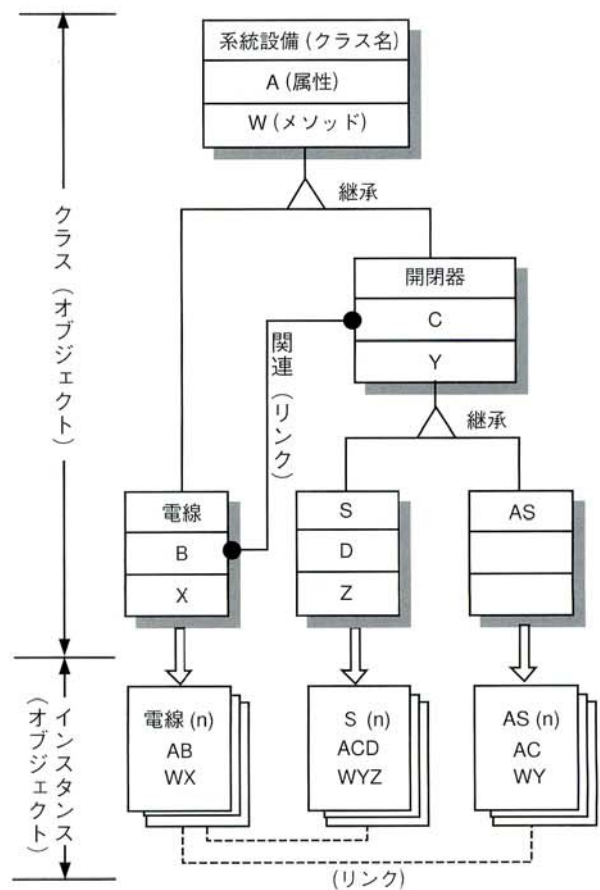 系統設備(クラス名)
A(属性)
W(メソッド)
継承
クラス(オブジェクト)
開閉器
C
Y
関連(リンク)
継承
電線
B
X
S
D
Z
AS
インスタンス
(オブジェクト)
電線(n)
AB
WX
S(n)
ACD
WYZ
AS(n)
AC
WY
(リンク)